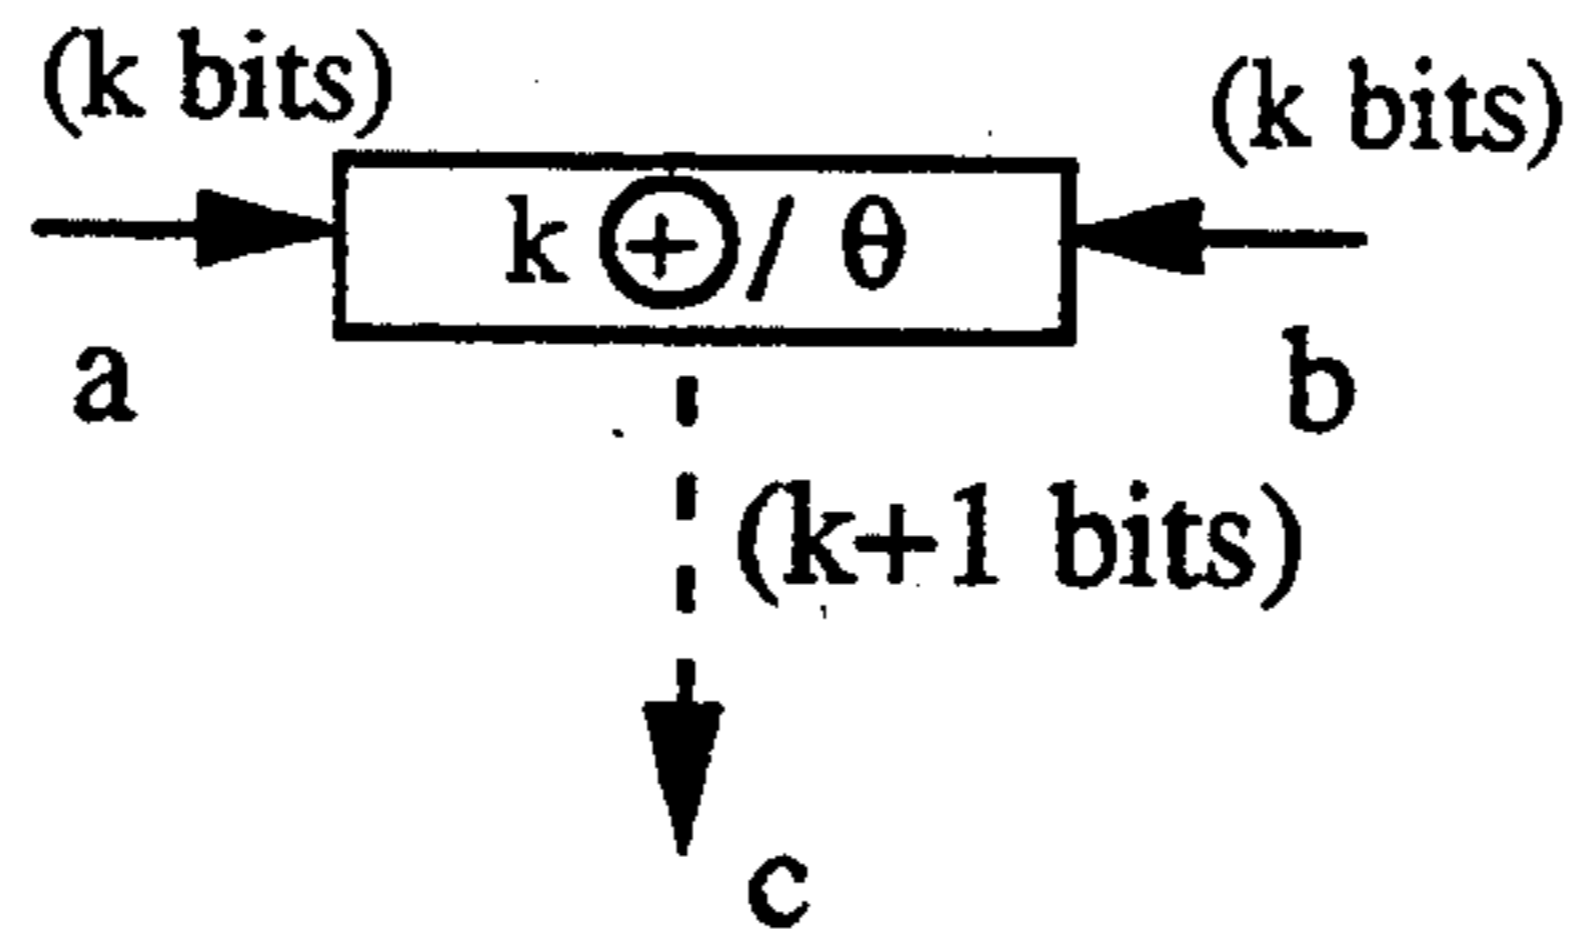 (k bits)
(k bits)
k ⊕ / θ
a
b
(k+1 bits)
c